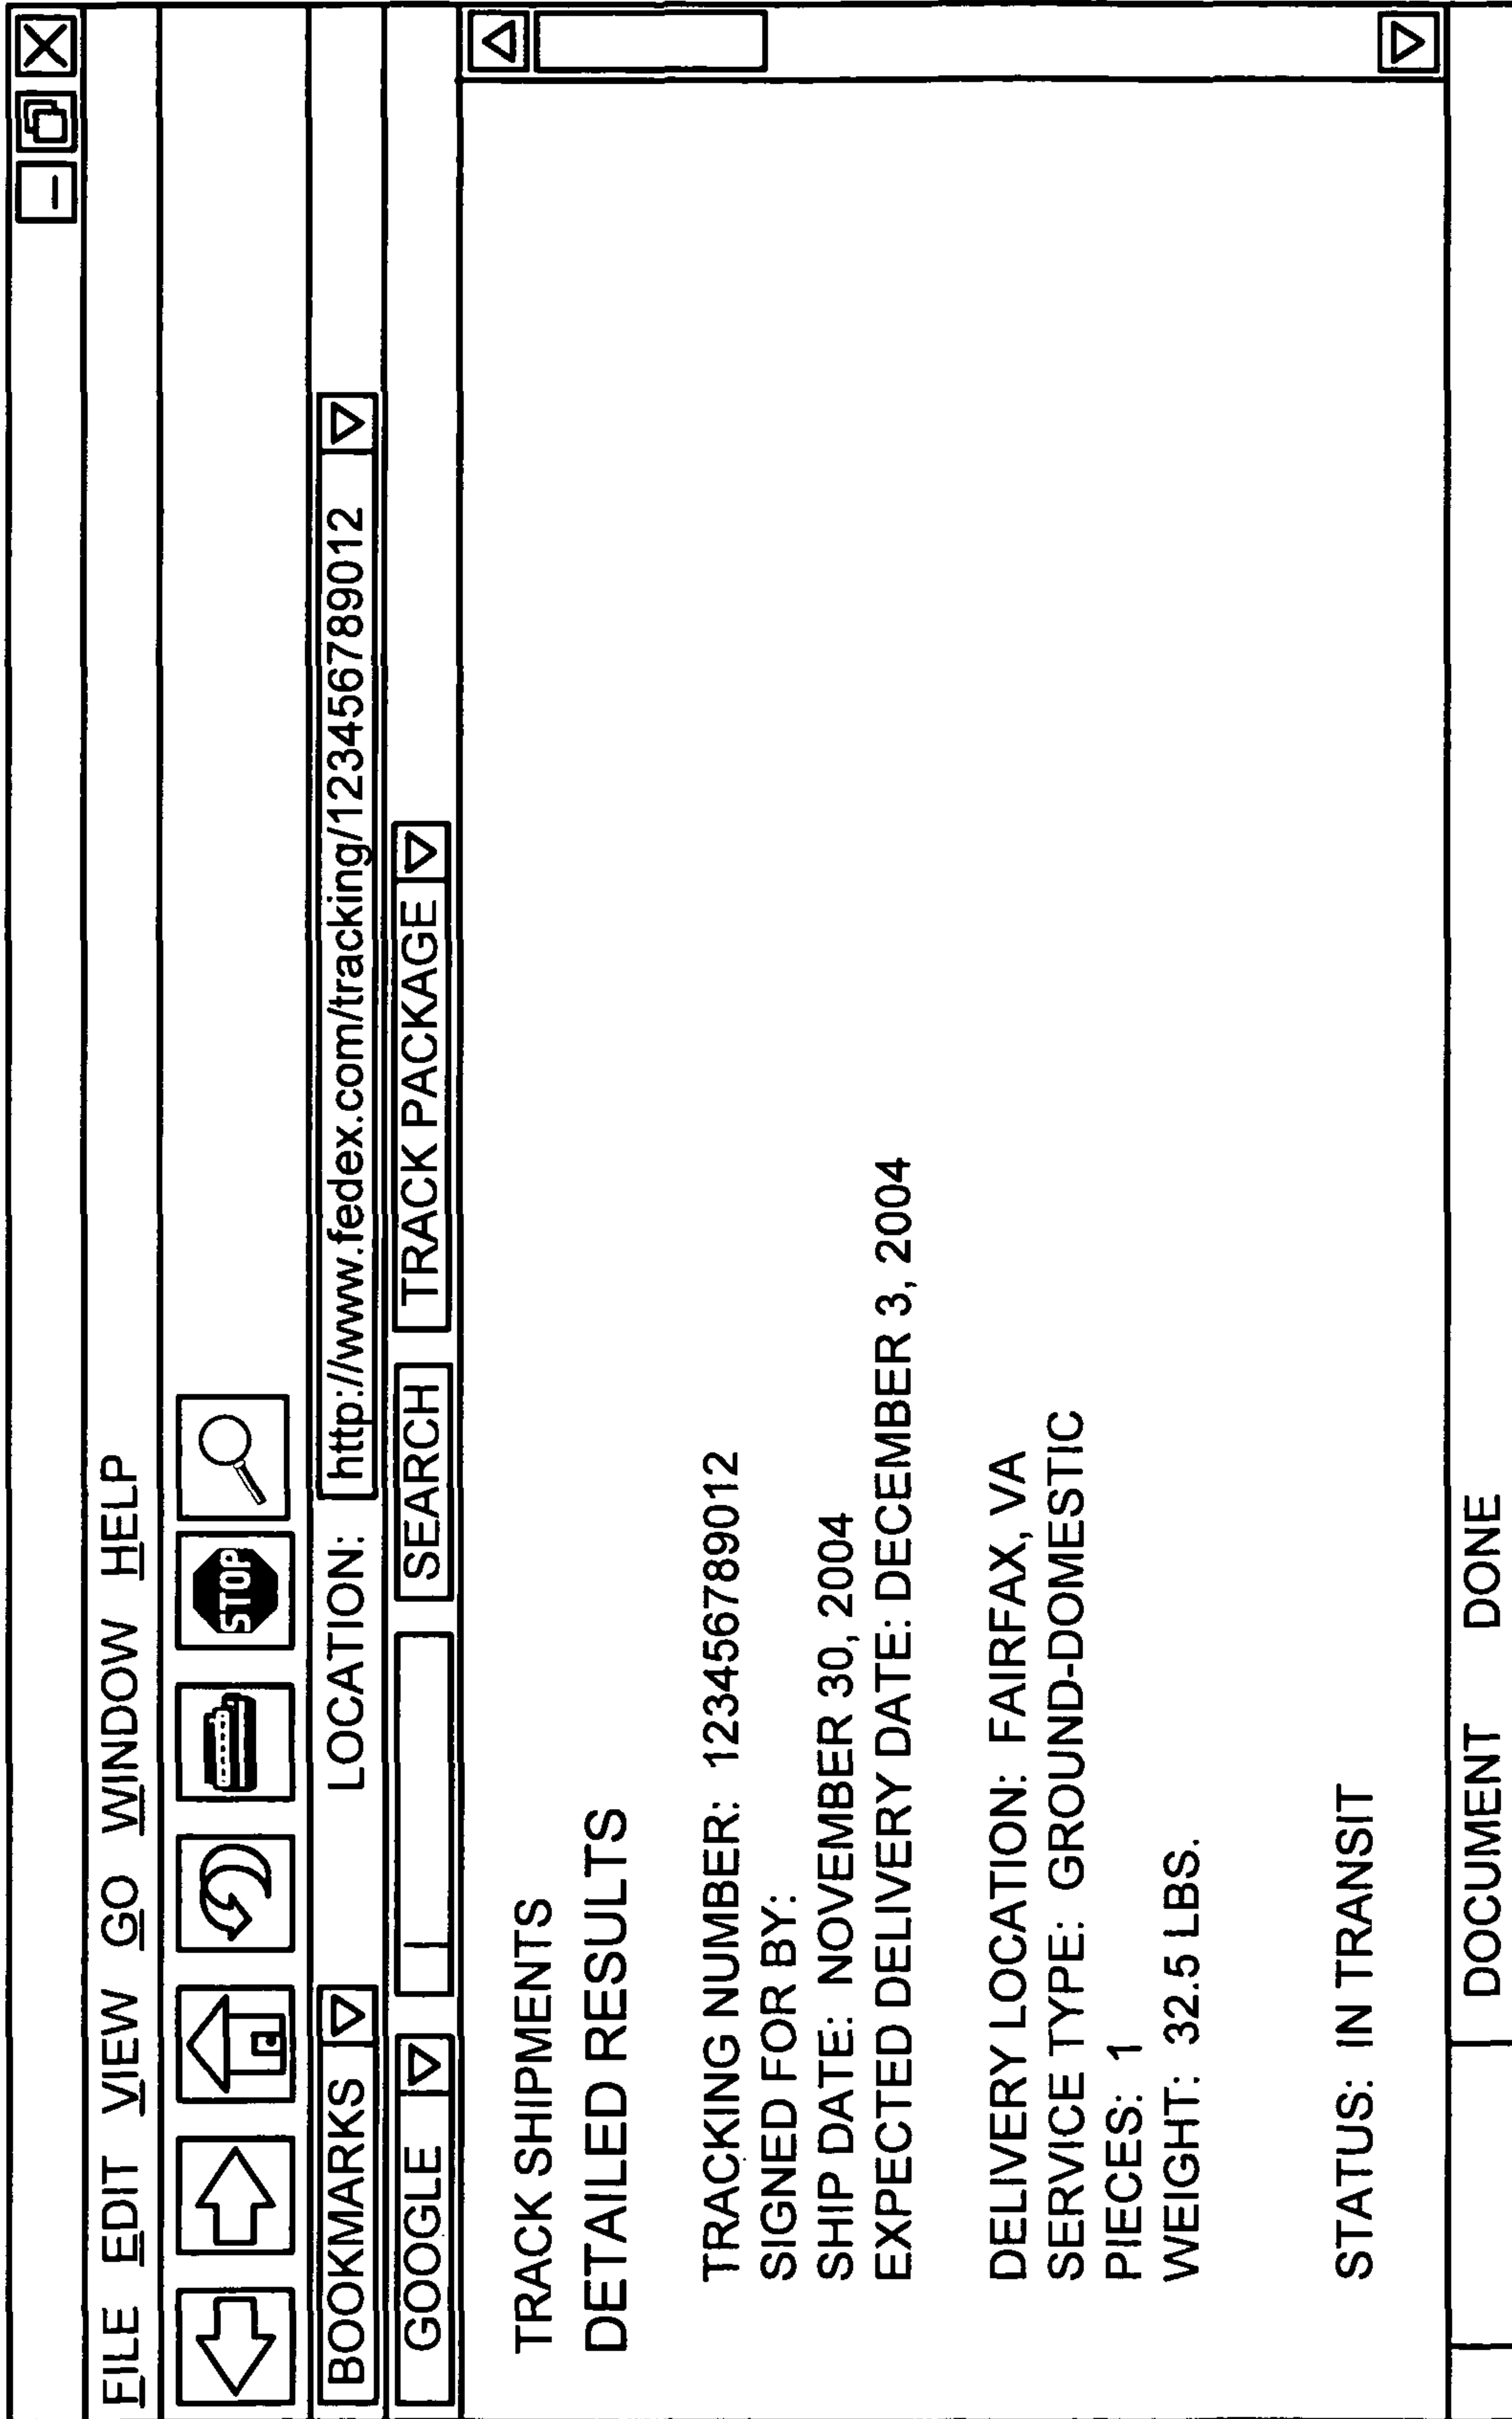 FILE EDIT VIEW GO WINDOW HELP
STOP
BOOKMARKS LOCATION: http://www.fedex.com/tracking/123456789012
GOOGLE SEARCH TRACK PACKAGE
TRACK SHIPMENTS
DETAILED RESULTS
TRACKING NUMBER: 123456789012
SIGNED FOR BY:
SHIP DATE: NOVEMBER 30, 2004
EXPECTED DELIVERY DATE: DECEMBER 3, 2004
DELIVERY LOCATION: FAIRFAX, VA
SERVICE TYPE: GROUND-DOMESTIC
PIECES: 1
WEIGHT: 32.5 LBS.
STATUS: IN TRANSIT
DOCUMENT DONE